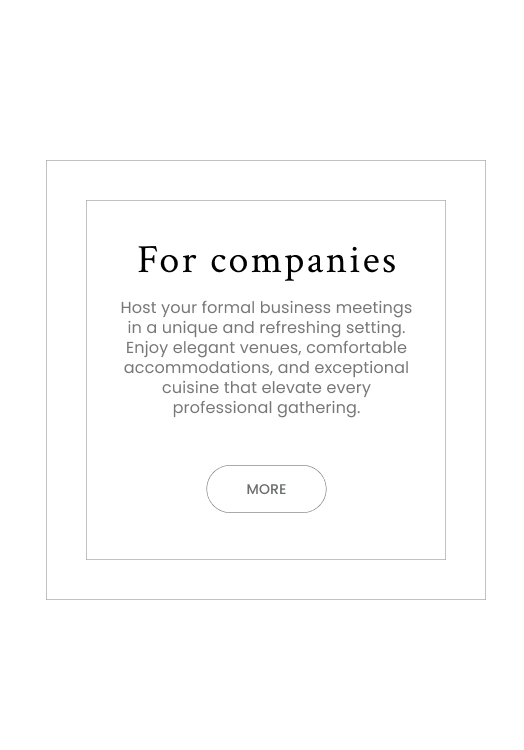 For companies
Host your formal business meetings
in a unique and refreshing setting.
Enjoy elegant venues, comfortable
accommodations, and exceptional
cuisine that elevate every
professional gathering.
MORE